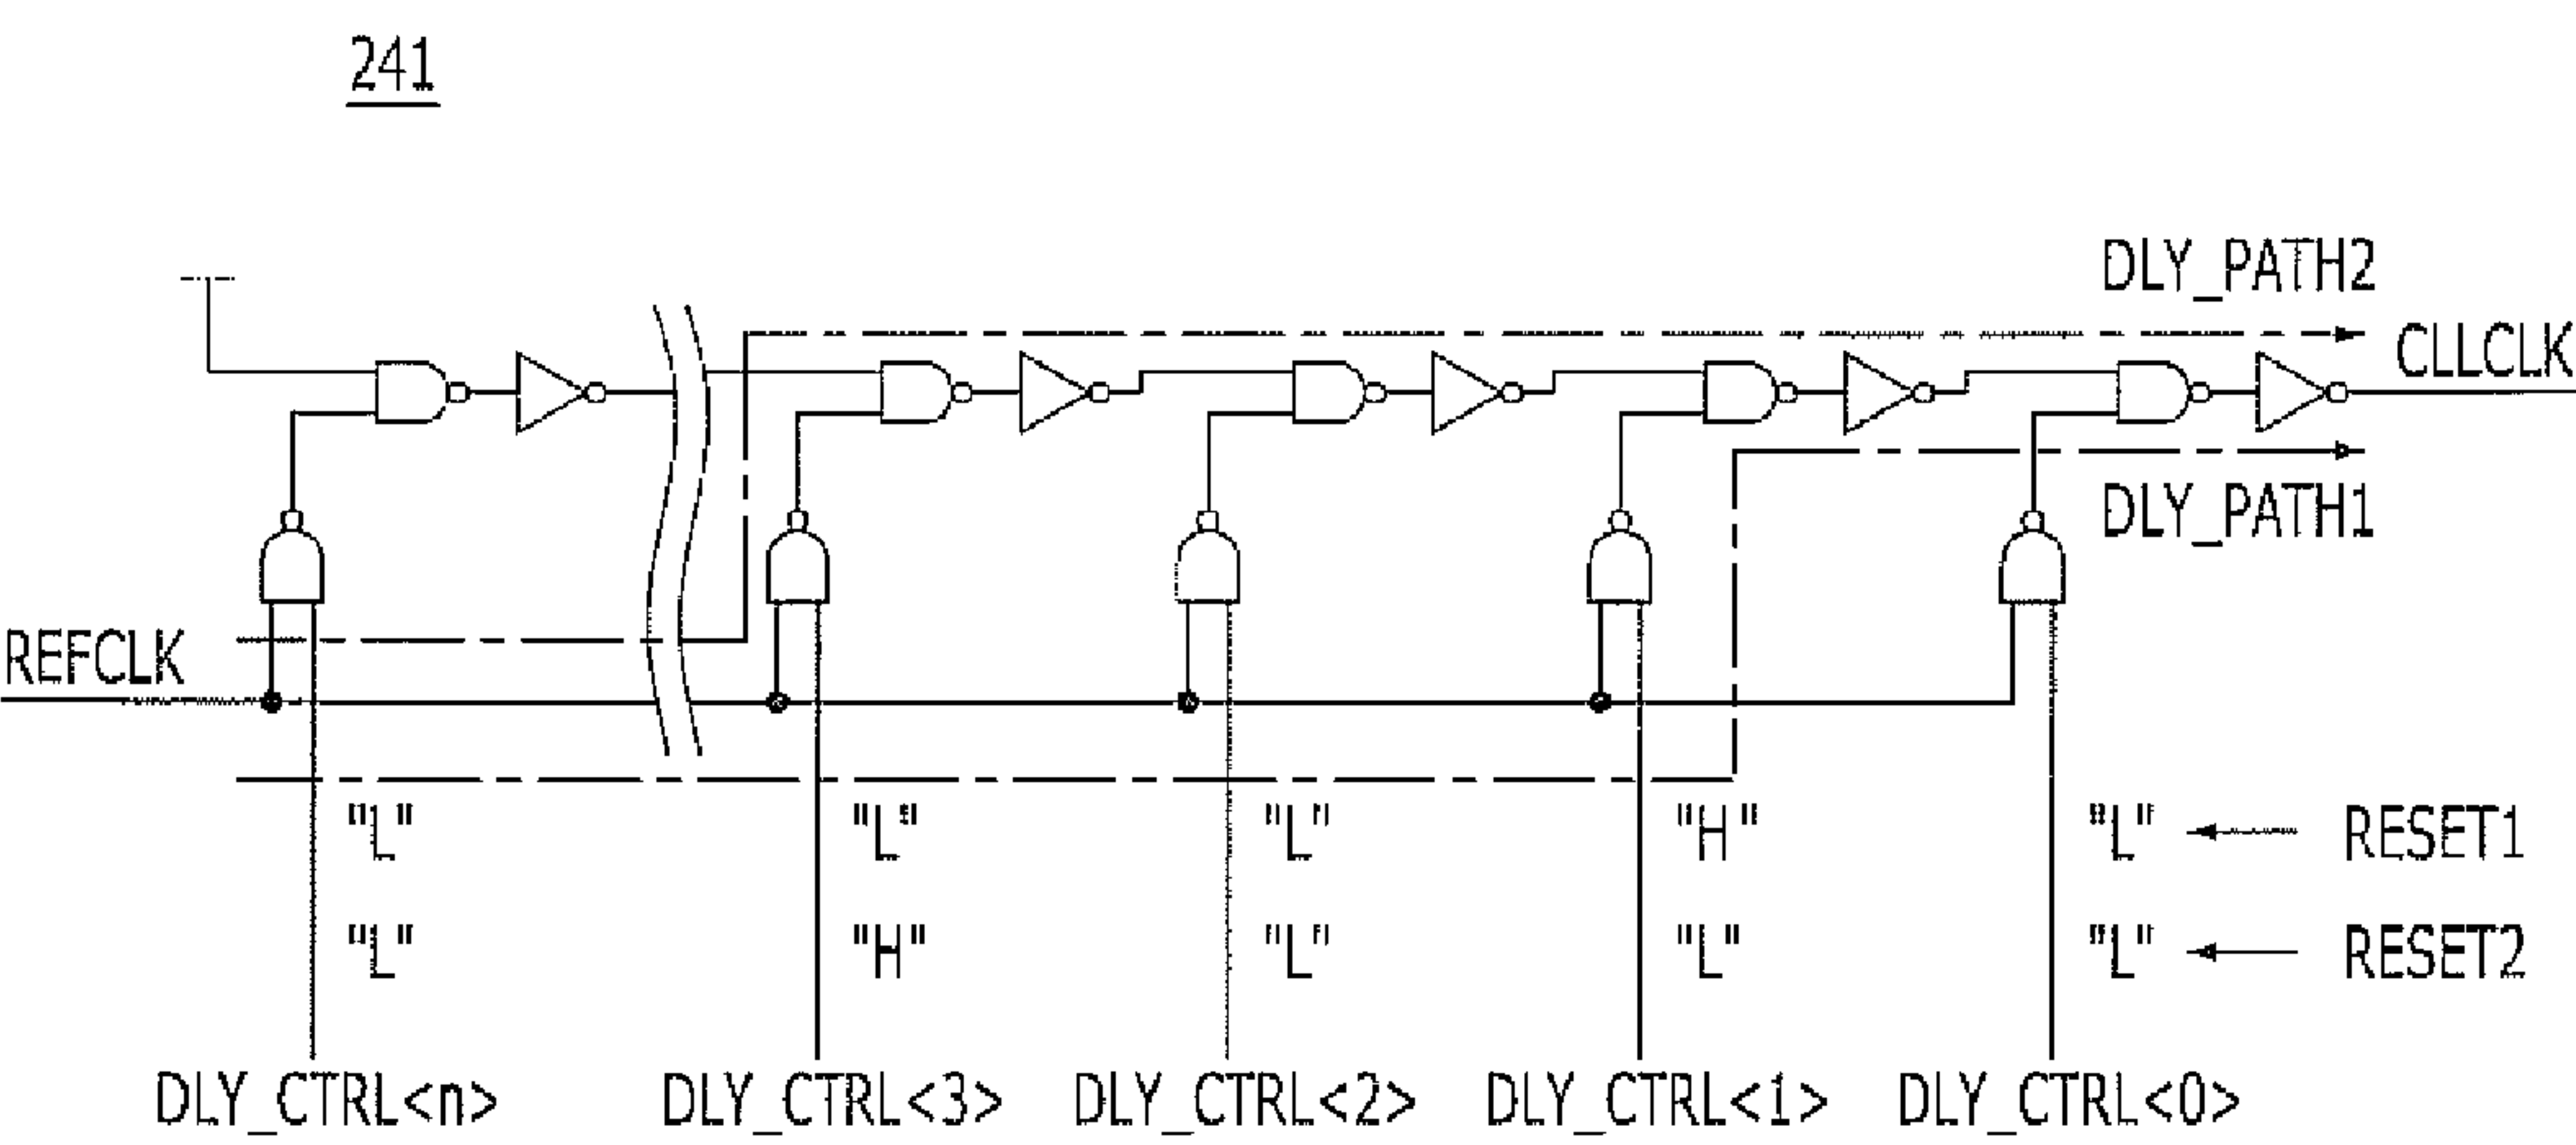 241
DLY_PATH2
CLLCLK
DLY_PATH1
REFCLK
"L" "L" "L" "H" "L" RESET1
"L" "H" "L" "L" "L" RESET2
DLY_CTRL<n> DLY_CTRL<3> DLY_CTRL<2> DLY_CTRL<1> DLY_CTRL<0>